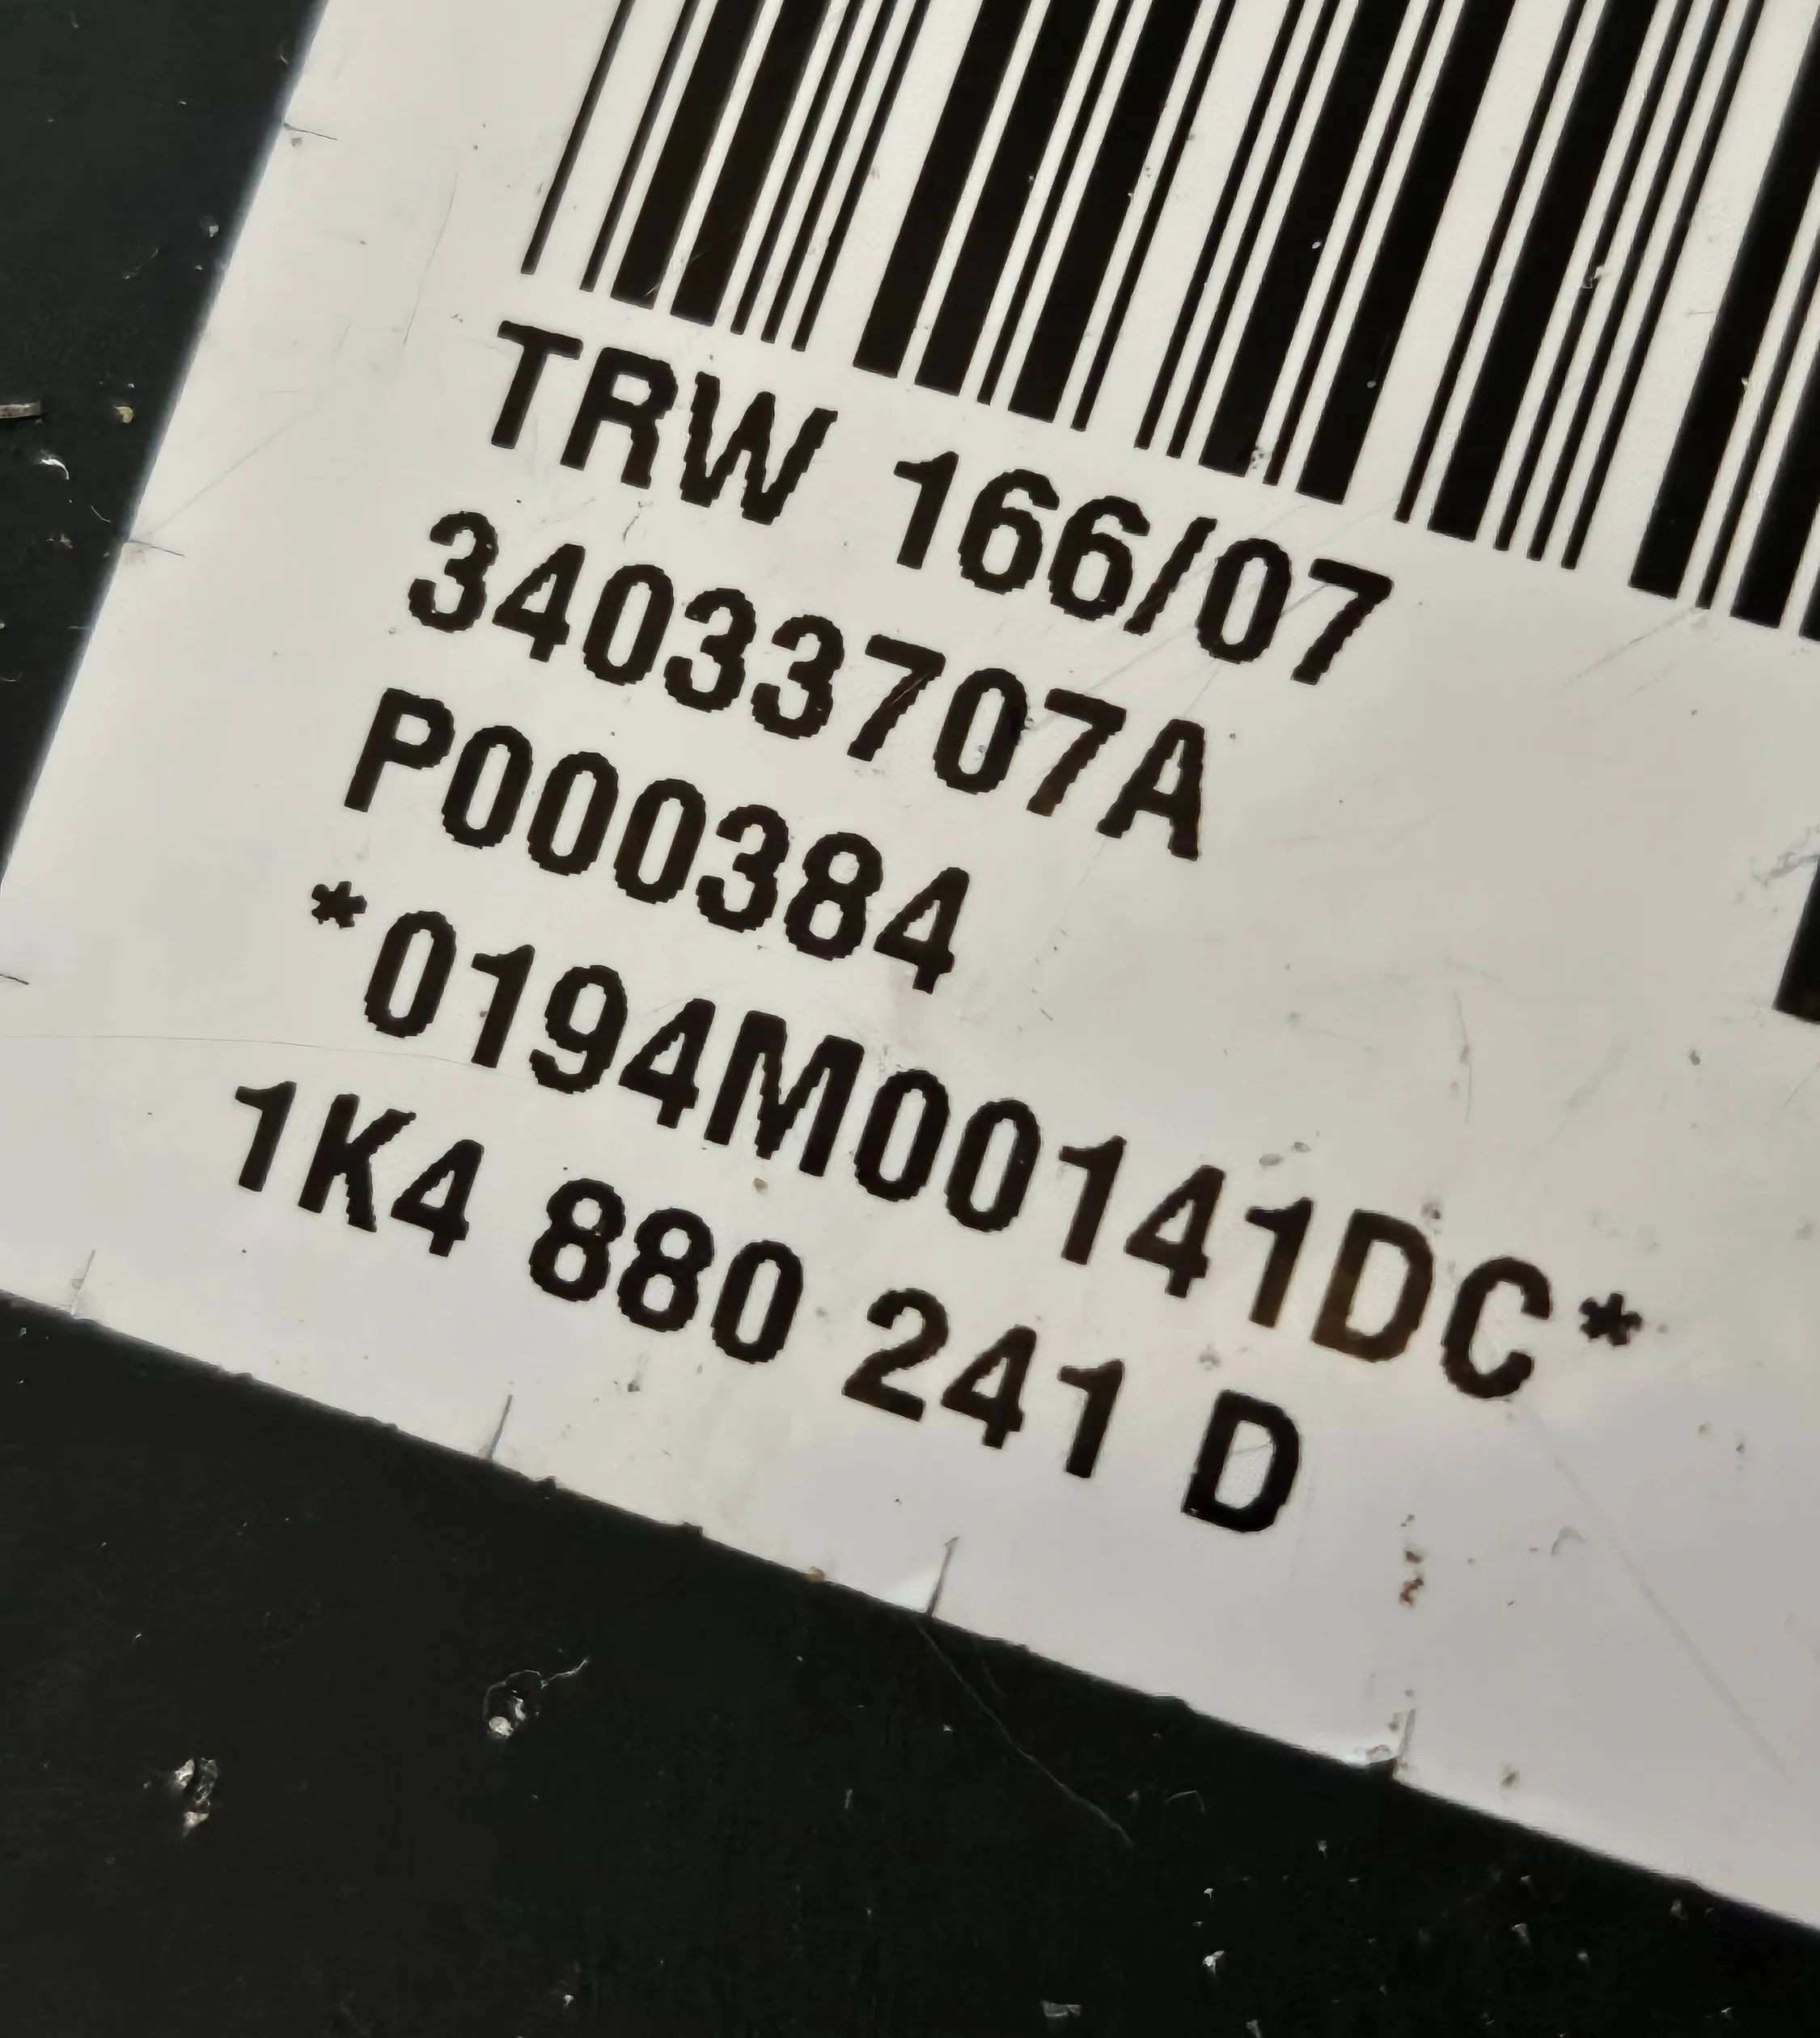 TRW 166/07
34033707A
P000384
*0194M00141DC*
1K4 880 241 D